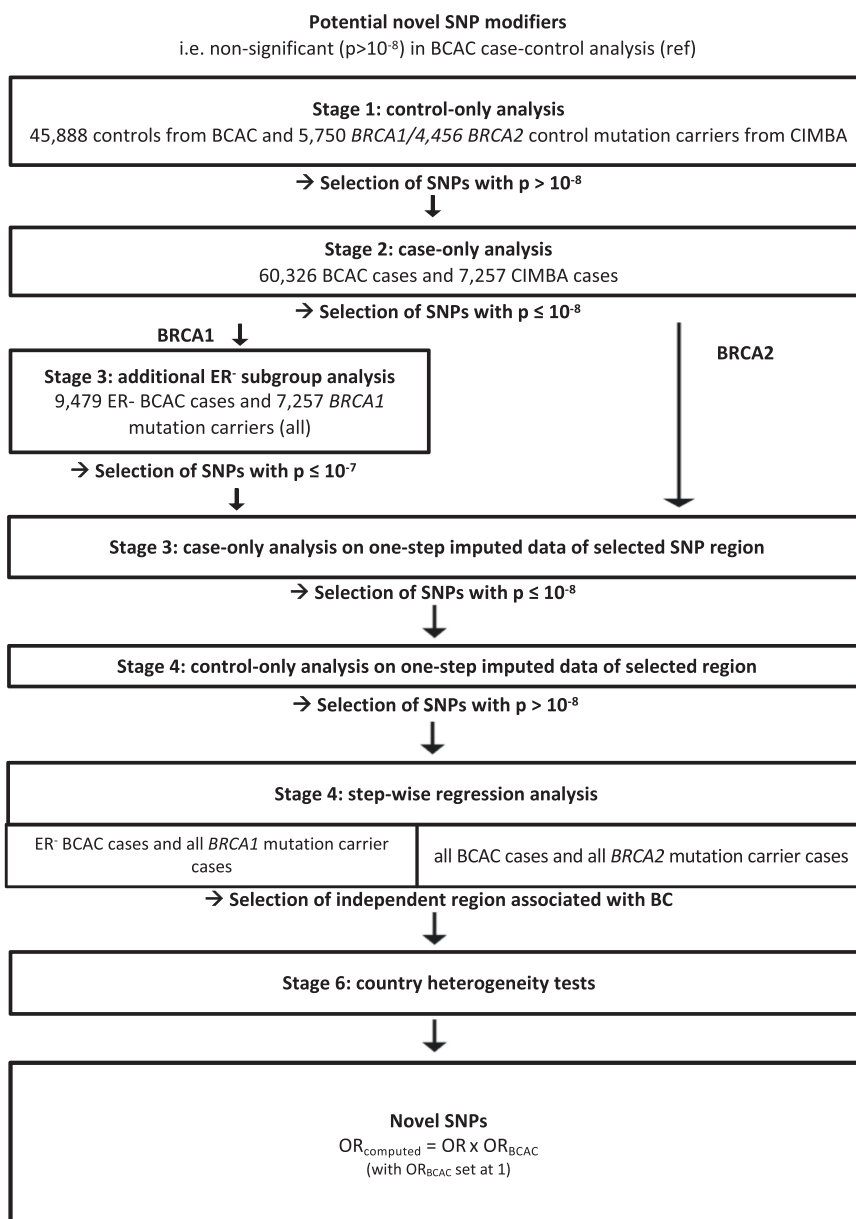 Potential novel SNP modifiers
i.e. non-significant (p>10⁻⁸) in BCAC case-control analysis (ref)
Stage 1: control-only analysis
45,888 controls from BCAC and 5,750 BRCA1/4,456 BRCA2 control mutation carriers from CIMBA
→ Selection of SNPs with p > 10⁻⁸
Stage 2: case-only analysis
60,326 BCAC cases and 7,257 CIMBA cases
→ Selection of SNPs with p ≤ 10⁻⁸
BRCA1
BRCA2
Stage 3: additional ER⁻ subgroup analysis
9,479 ER- BCAC cases and 7,257 BRCA1
mutation carriers (all)
→ Selection of SNPs with p ≤ 10⁻⁷
Stage 3: case-only analysis on one-step imputed data of selected SNP region
→ Selection of SNPs with p ≤ 10⁻⁸
Stage 4: control-only analysis on one-step imputed data of selected region
→ Selection of SNPs with p > 10⁻⁸
Stage 4: step-wise regression analysis
ER⁻ BCAC cases and all BRCA1 mutation carrier
cases
all BCAC cases and all BRCA2 mutation carrier cases
→ Selection of independent region associated with BC
Stage 6: country heterogeneity tests
Novel SNPs
OR_computed = OR x OR_BCAC
(with OR_BCAC set at 1)